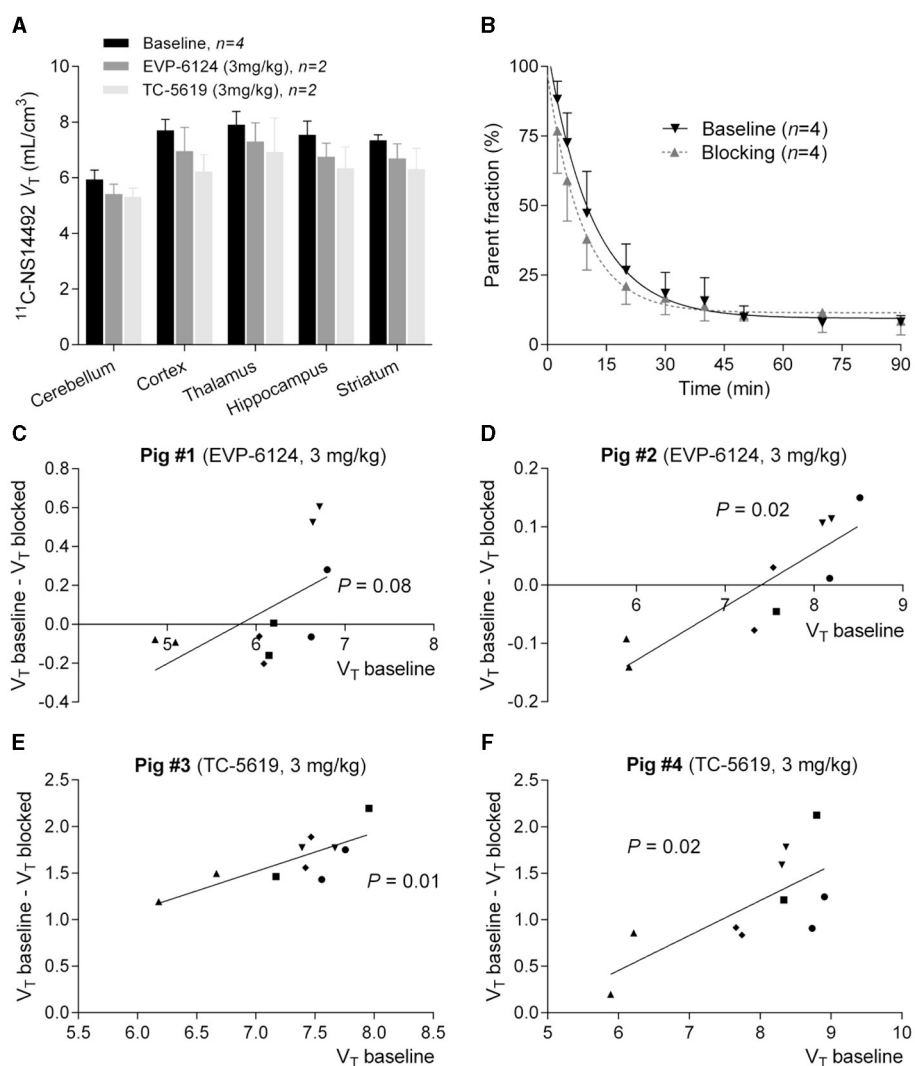 A
Baseline, n=4
EVP-6124 (3mg/kg), n=2
TC-5619 (3mg/kg), n=2
¹¹C-NS14492 V_T (mL/cm³)
10
8
6
4
2
0
Cerebellum
Cortex
Thalamus
Hippocampus
Striatum
B
Parent fraction (%)
100
75
50
25
0
Baseline (n=4)
Blocking (n=4)
0 15 30 45 60 75 90
Time (min)
C
Pig #1 (EVP-6124, 3 mg/kg)
V_T baseline - V_T blocked
0.8
0.6
0.4
0.2
0.0
-0.2
-0.4
P = 0.08
5 6 7 8
V_T baseline
D
Pig #2 (EVP-6124, 3 mg/kg)
V_T baseline - V_T blocked
0.2
0.1
0.0
-0.1
-0.2
P = 0.02
6 7 8 9
V_T baseline
E
Pig #3 (TC-5619, 3 mg/kg)
V_T baseline - V_T blocked
2.5
2.0
1.5
1.0
0.5
0.0
P = 0.01
5.5 6.0 6.5 7.0 7.5 8.0 8.5
V_T baseline
F
Pig #4 (TC-5619, 3 mg/kg)
V_T baseline - V_T blocked
2.5
2.0
1.5
1.0
0.5
0.0
P = 0.02
5 6 7 8 9 10
V_T baseline